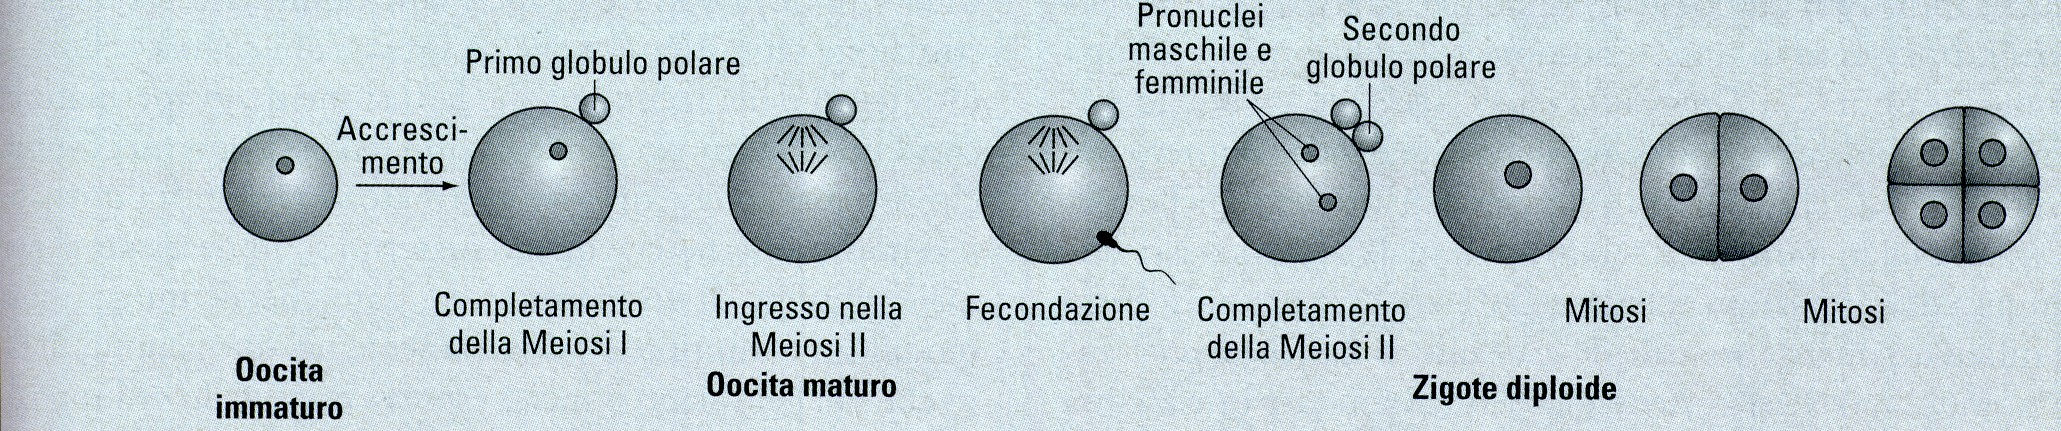 Primo globulo polare
Accresci-
mento
Pronuclei
maschile e
femminile
Secondo
globulo polare
Completamento
della Meiosi I
Ingresso nella
Meiosi II
Fecondazione
Completamento
della Meiosi II
Mitosi
Mitosi
Oocita
immaturo
Oocita maturo
Zigote diploide